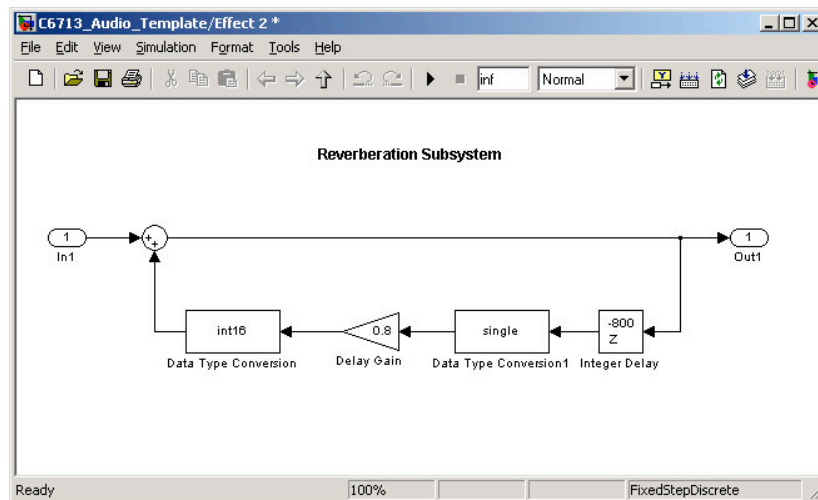 C6713_Audio_Template/Effect 2 *
File Edit View Simulation Format Tools Help
inf Normal
Reverberation Subsystem
1
In1
+
+
1
Out1
int16
Data Type Conversion
0.8
Delay Gain
single
Data Type Conversion1
-800
Z
Integer Delay
Ready 100% FixedStepDiscrete